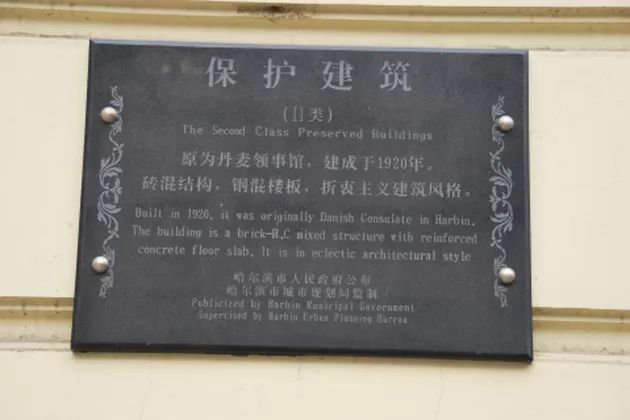 保护建筑
(II类)
The Second Class Preserved Buildings
原为丹麦领事馆，建成于1920年。
砖混结构，钢混楼板，折衷主义建筑风格。
Built in 1920, it was originally Danish Consulate in Harbin.
The building is a brick-R.C mixed structure with reinforced
concrete floor slab. It is in eclectic architectural style
哈尔滨市人民政府公布
哈尔滨市城市规划局监制
Publicized by Harbin Municipal Government
Supervised by Harbin Urban Planning Bureau